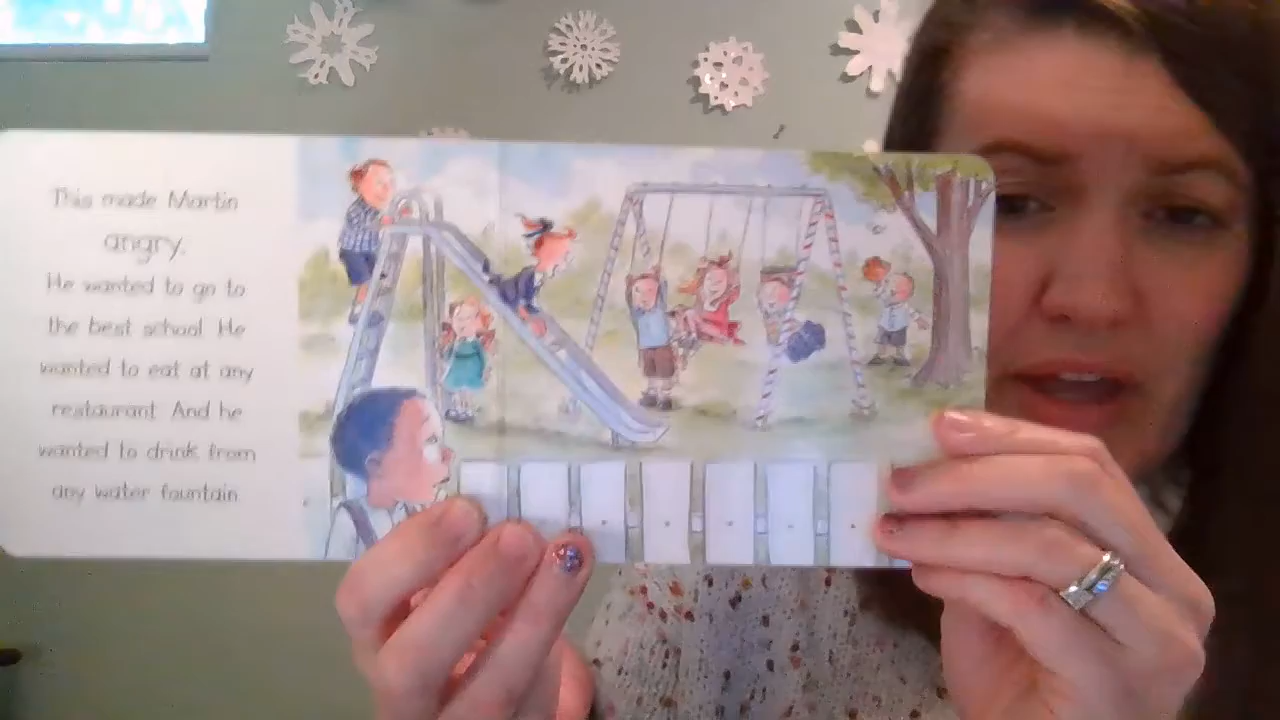 This made Martin
angry.
He wanted to go to
the best school. He
wanted to eat at any
restaurant. And he
wanted to drink from
any water fountain